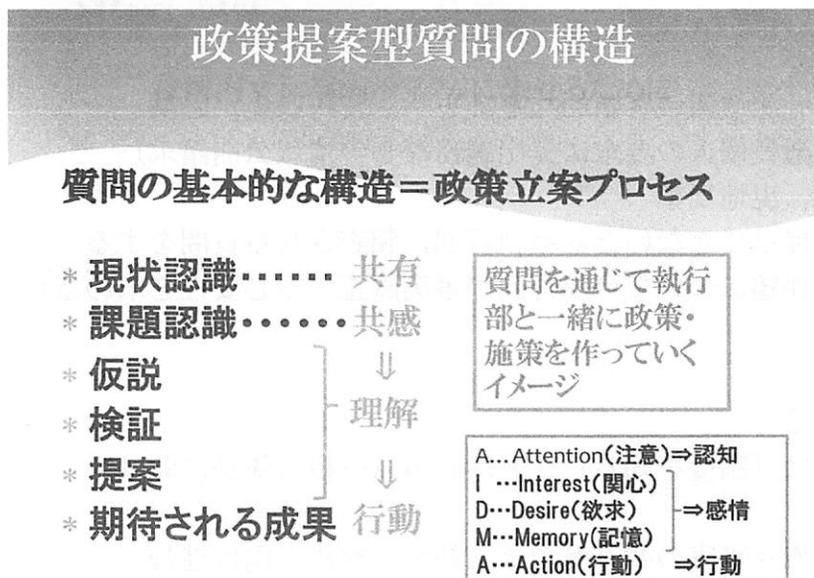 政策提案型質問の構造
質問の基本的な構造＝政策立案プロセス
* 現状認識…… 共有
* 課題認識…… 共感
* 仮説
⇓
* 検証
理解
* 提案
⇓
* 期待される成果 行動
質問を通じて執行
部と一緒に政策・
施策を作っていく
イメージ
A…Attention(注意)⇒認知
I…Interest(関心)
D…Desire(欲求) ⇒感情
M…Memory(記憶)
A…Action(行動) ⇒行動